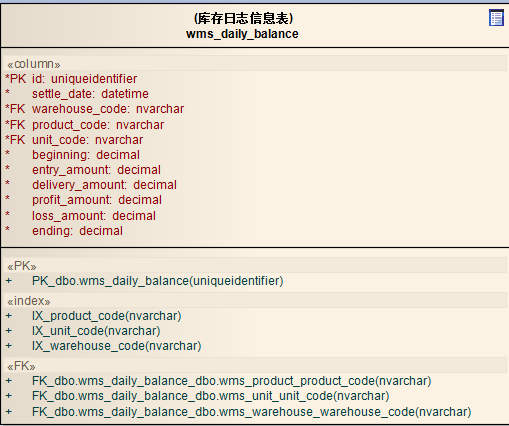 (库存日志信息表)
wms_daily_balance
«column»
*PK id: uniqueidentifier
* settle_date: datetime
*FK warehouse_code: nvarchar
*FK product_code: nvarchar
*FK unit_code: nvarchar
* beginning: decimal
* entry_amount: decimal
* delivery_amount: decimal
* profit_amount: decimal
* loss_amount: decimal
* ending: decimal
«PK»
+ PK_dbo.wms_daily_balance(uniqueidentifier)
«index»
+ IX_product_code(nvarchar)
+ IX_unit_code(nvarchar)
+ IX_warehouse_code(nvarchar)
«FK»
+ FK_dbo.wms_daily_balance_dbo.wms_product_product_code(nvarchar)
+ FK_dbo.wms_daily_balance_dbo.wms_unit_unit_code(nvarchar)
+ FK_dbo.wms_daily_balance_dbo.wms_warehouse_warehouse_code(nvarchar)